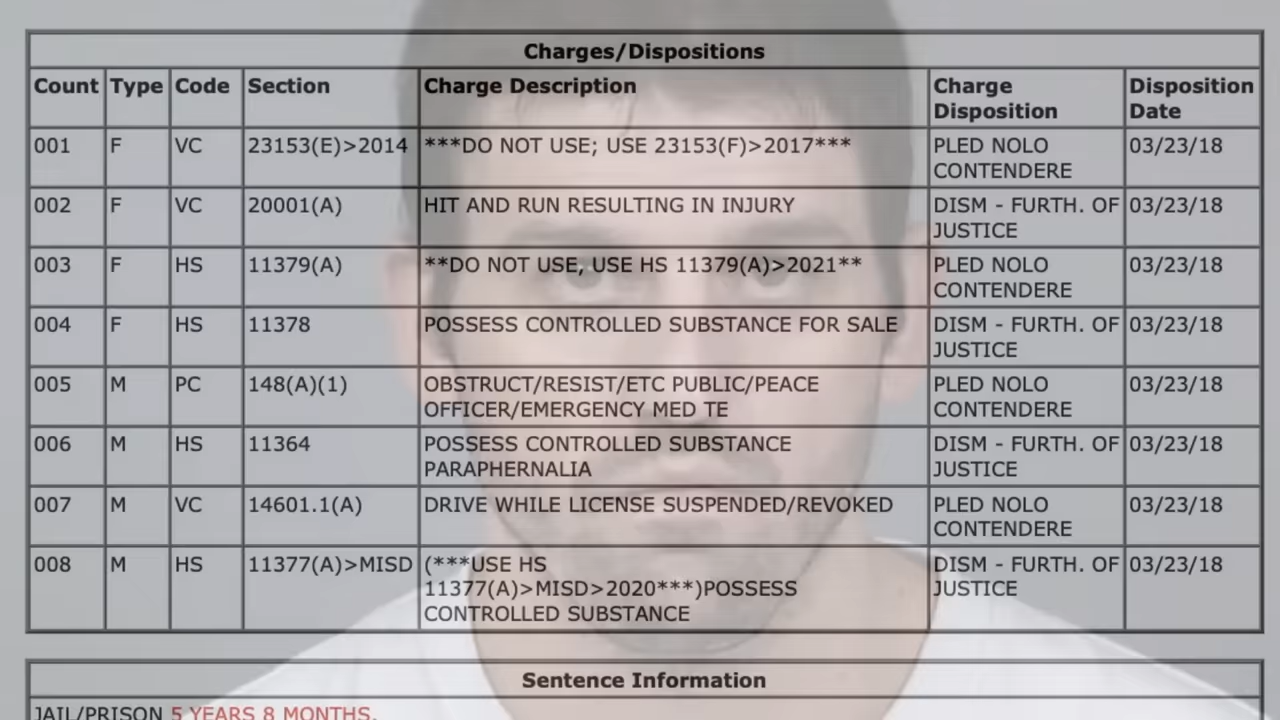 Charges/Dispositions
Count Type Code Section Charge Description Charge Disposition Disposition Date
001 F VC 23153(E)>2014 ***DO NOT USE; USE 23153(F)>2017*** PLED NOLO CONTENDERE 03/23/18
002 F VC 20001(A) HIT AND RUN RESULTING IN INJURY DISM - FURTH. OF JUSTICE 03/23/18
003 F HS 11379(A) **DO NOT USE, USE HS 11379(A)>2021** PLED NOLO CONTENDERE 03/23/18
004 F HS 11378 POSSESS CONTROLLED SUBSTANCE FOR SALE DISM - FURTH. OF JUSTICE 03/23/18
005 M PC 148(A)(1) OBSTRUCT/RESIST/ETC PUBLIC/PEACE OFFICER/EMERGENCY MED TE PLED NOLO CONTENDERE 03/23/18
006 M HS 11364 POSSESS CONTROLLED SUBSTANCE PARAPHERNALIA DISM - FURTH. OF JUSTICE 03/23/18
007 M VC 14601.1(A) DRIVE WHILE LICENSE SUSPENDED/REVOKED PLED NOLO CONTENDERE 03/23/18
008 M HS 11377(A)>MISD (***USE HS 11377(A)>MISD>2020***)POSSESS CONTROLLED SUBSTANCE DISM - FURTH. OF JUSTICE 03/23/18
Sentence Information
JAIL/PRISON 5 YEARS 8 MONTHS.